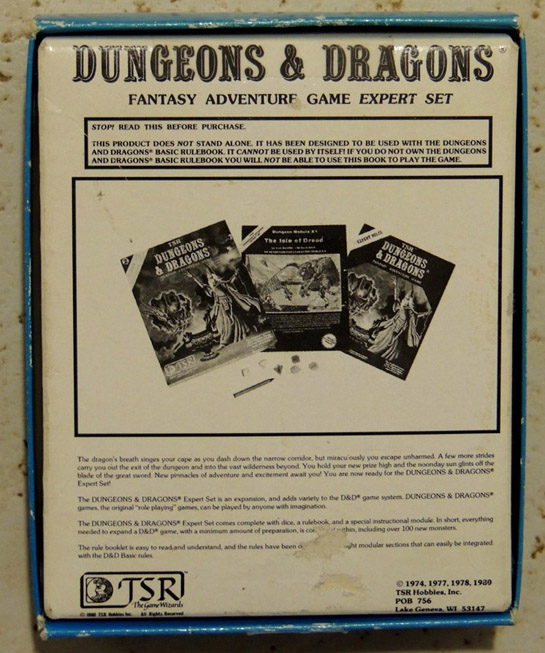 DUNGEONS & DRAGONS
FANTASY ADVENTURE GAME EXPERT SET
STOP! READ THIS BEFORE PURCHASE.
THIS PRODUCT DOES NOT STAND ALONE. IT HAS BEEN DESIGNED TO BE USED WITH THE DUNGEONS
AND DRAGONS® BASIC RULEBOOK. IT CANNOT BE USED BY ITSELF! IF YOU DO NOT OWN THE DUNGEONS
AND DRAGONS® BASIC RULEBOOK YOU WILL NOT BE ABLE TO USE THIS BOOK TO PLAY THE GAME.
TSR
DUNGEONS
& DRAGONS
Dungeon Module X1
The Isle of Dread
EXPERT RULES
TSR
DUNGEONS
& DRAGONS
TSR
The dragon's breath singes your cape as you dash down the narrow corridor, but miraculously you escape unharmed. A few more strides
carry you out the exit of the dungeon and into the vast wilderness beyond. You hold your new prize high and the noonday sun glints off the
blade of the great sword. New pinnacles of adventure and excitement await you! You are now ready for the DUNGEONS & DRAGONS®
Expert Set!
The DUNGEONS & DRAGONS® Expert Set is an expansion, and adds variety to the D&D® game system. DUNGEONS & DRAGONS®
games, the original "role playing" games, can be played by anyone with imagination.
The DUNGEONS & DRAGONS® Expert Set comes complete with dice, a rulebook, and a special instructional module. In short, everything
needed to expand a D&D® game, with a minimum amount of preparation, is within, including over 100 new monsters.
The rule booklet is easy to read and understand, and the rules have been modular sections that can easily be integrated
with the D&D Basic rules.
TSR
The Game Wizards
© 1980 TSR Hobbies Inc. All Rights Reserved
© 1974, 1977, 1978, 1980
TSR Hobbies, Inc.
POB 756
Lake Geneva, WI 53147